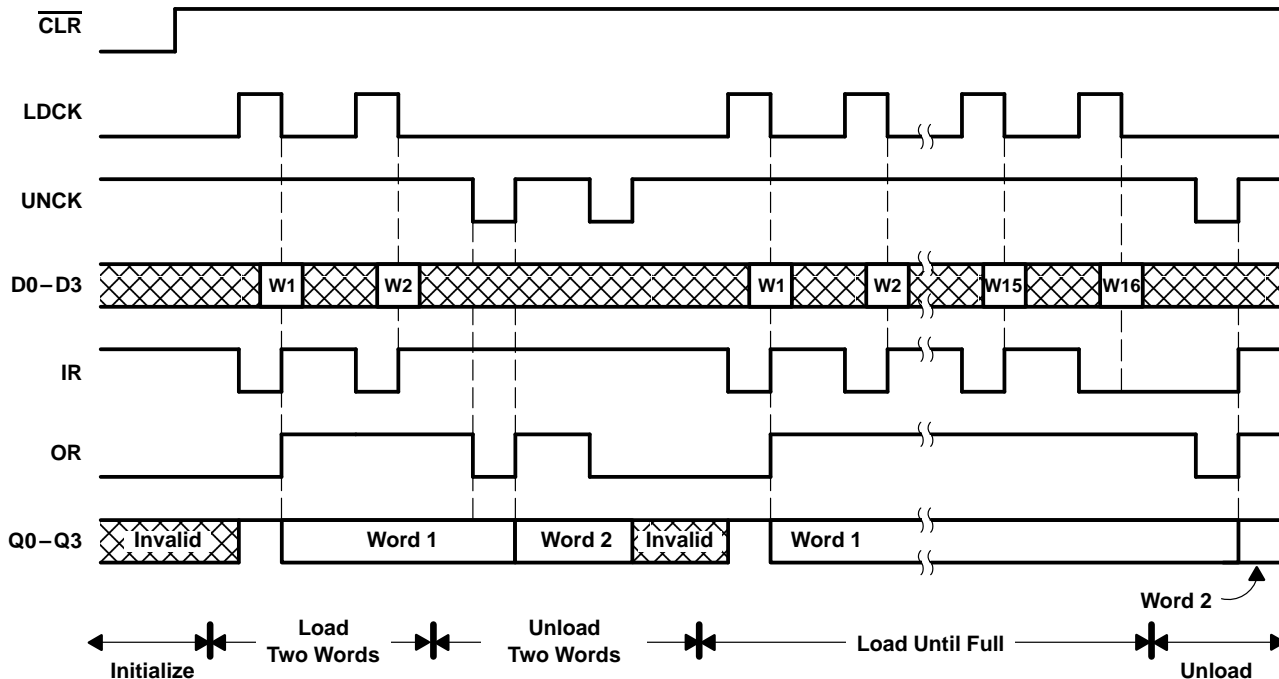 CLR
LDCK
UNCK
D0–D3 W1 W2 W1 W2 W15 W16
IR
OR
Q0–Q3 Invalid Word 1 Word 2 Invalid Word 1
Word 2
Initialize
Load
Two Words
Unload
Two Words
Load Until Full
Unload